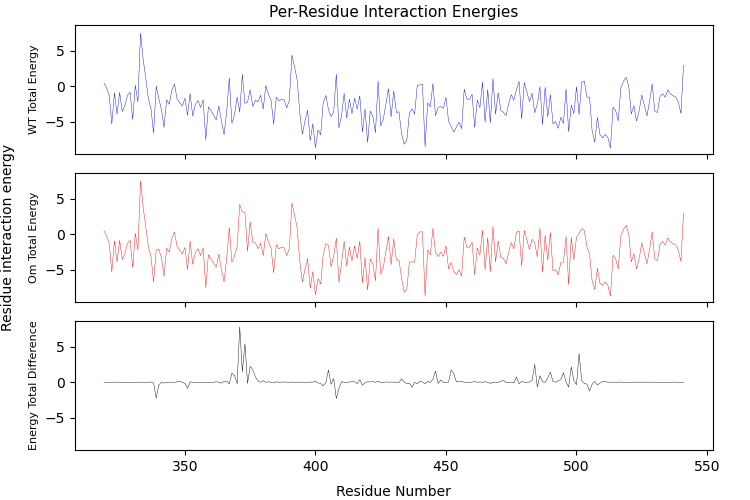 Per-Residue Interaction Energies
Residue interaction energy
WT Total Energy
5
0
−5
Om Total Energy
5
0
−5
Energy Total Difference
5
0
−5
350
400
450
500
550
Residue Number